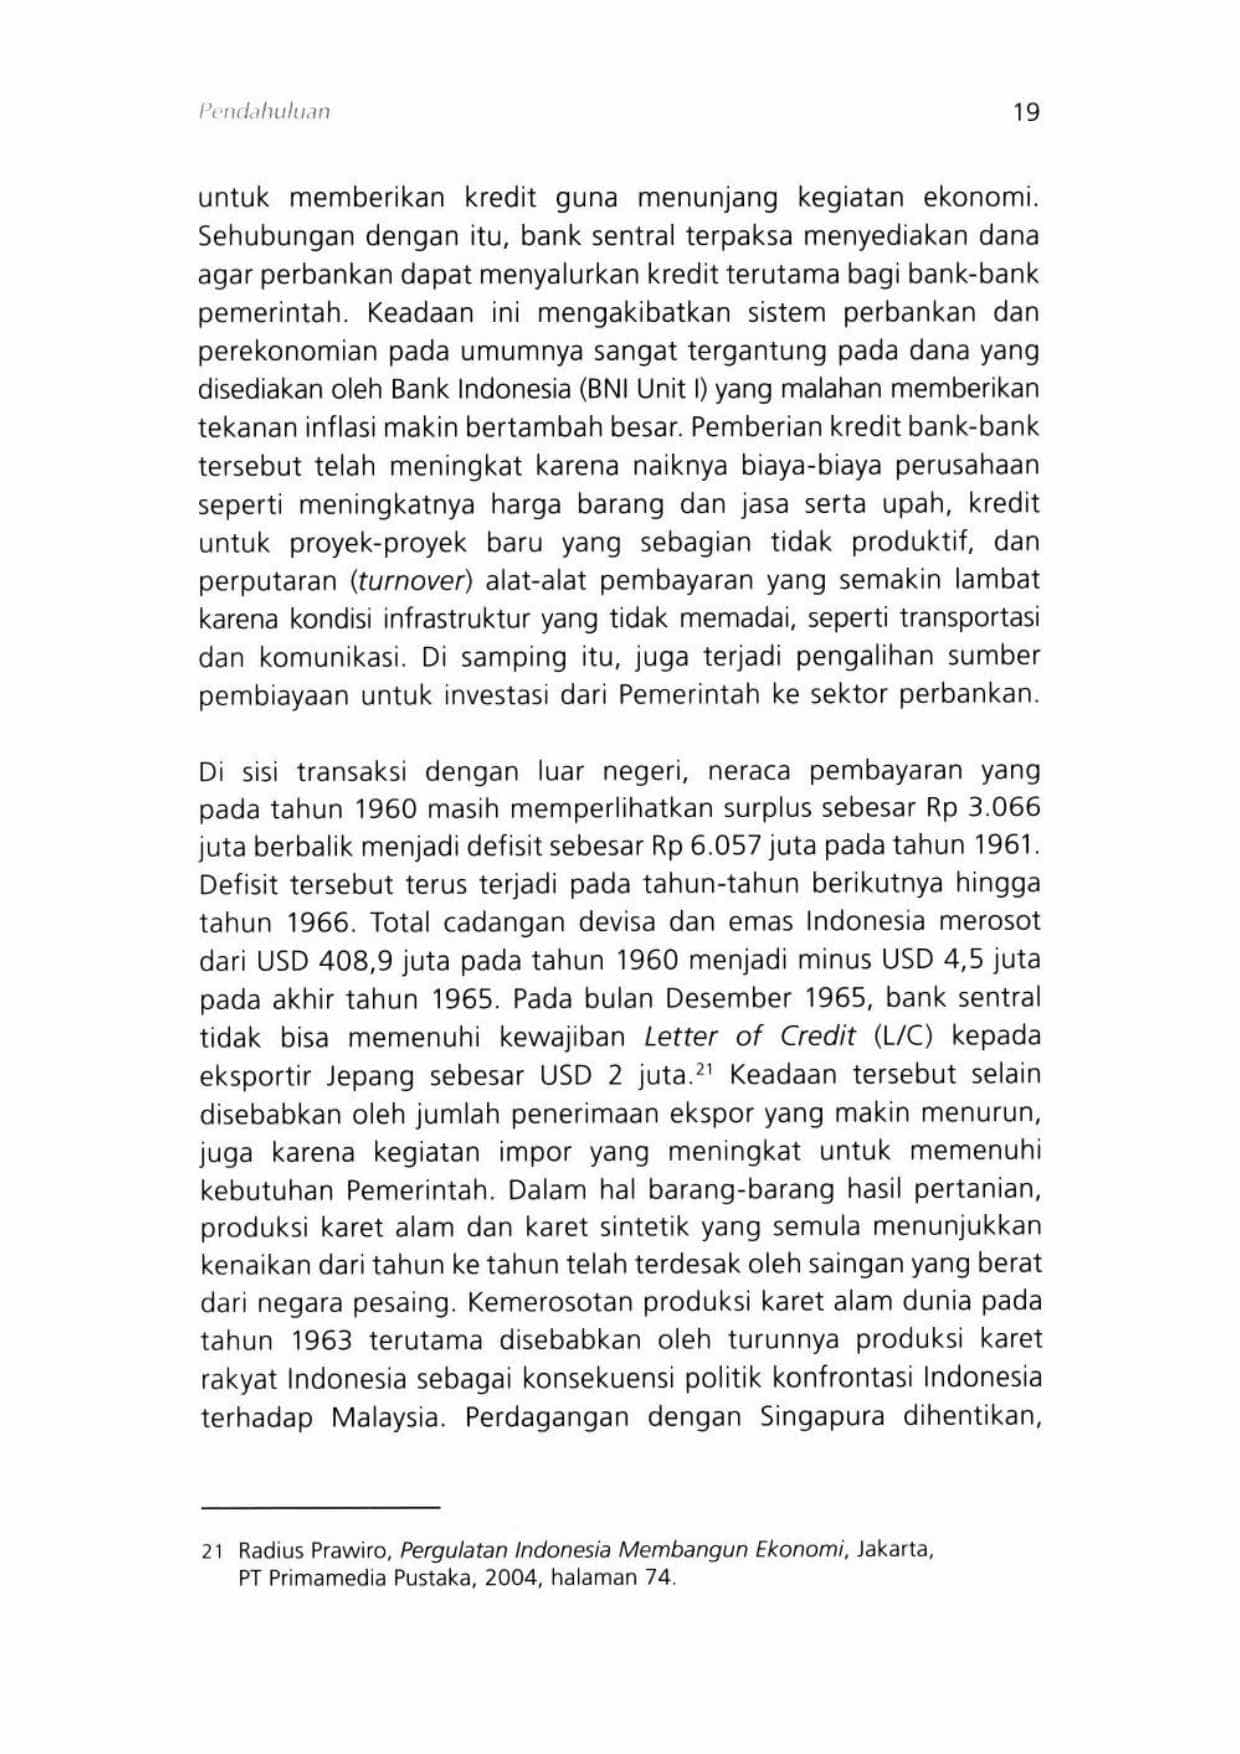 Pendahuluan 19
untuk memberikan kredit guna menunjang kegiatan ekonomi.
Sehubungan dengan itu, bank sentral terpaksa menyediakan dana
agar perbankan dapat menyalurkan kredit terutama bagi bank-bank
pemerintah. Keadaan ini mengakibatkan sistem perbankan dan
perekonomian pada umumnya sangat tergantung pada dana yang
disediakan oleh Bank Indonesia (BNI Unit I) yang malahan memberikan
tekanan inflasi makin bertambah besar. Pemberian kredit bank-bank
tersebut telah meningkat karena naiknya biaya-biaya perusahaan
seperti meningkatnya harga barang dan jasa serta upah, kredit
untuk proyek-proyek baru yang sebagian tidak produktif, dan
perputaran (turnover) alat-alat pembayaran yang semakin lambat
karena kondisi infrastruktur yang tidak memadai, seperti transportasi
dan komunikasi. Di samping itu, juga terjadi pengalihan sumber
pembiayaan untuk investasi dari Pemerintah ke sektor perbankan.
Di sisi transaksi dengan luar negeri, neraca pembayaran yang
pada tahun 1960 masih memperlihatkan surplus sebesar Rp 3.066
juta berbalik menjadi defisit sebesar Rp 6.057 juta pada tahun 1961.
Defisit tersebut terus terjadi pada tahun-tahun berikutnya hingga
tahun 1966. Total cadangan devisa dan emas Indonesia merosot
dari USD 408,9 juta pada tahun 1960 menjadi minus USD 4,5 juta
pada akhir tahun 1965. Pada bulan Desember 1965, bank sentral
tidak bisa memenuhi kewajiban Letter of Credit (L/C) kepada
eksportir Jepang sebesar USD 2 juta.²¹ Keadaan tersebut selain
disebabkan oleh jumlah penerimaan ekspor yang makin menurun,
juga karena kegiatan impor yang meningkat untuk memenuhi
kebutuhan Pemerintah. Dalam hal barang-barang hasil pertanian,
produksi karet alam dan karet sintetik yang semula menunjukkan
kenaikan dari tahun ke tahun telah terdesak oleh saingan yang berat
dari negara pesaing. Kemerosotan produksi karet alam dunia pada
tahun 1963 terutama disebabkan oleh turunnya produksi karet
rakyat Indonesia sebagai konsekuensi politik konfrontasi Indonesia
terhadap Malaysia. Perdagangan dengan Singapura dihentikan,
21 Radius Prawiro, Pergulatan Indonesia Membangun Ekonomi, Jakarta,
PT Primamedia Pustaka, 2004, halaman 74.